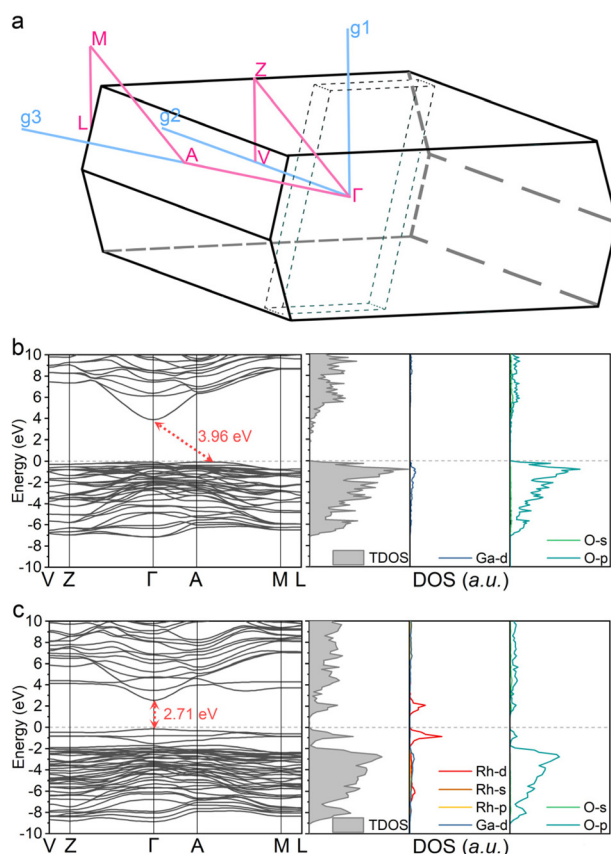 a
g1
M
Z
g3
g2
L
A
V
Γ
b
10
8
6
4
2
0
-2
-4
-6
-8
-10
Energy (eV)
3.96 eV
V Z Γ A M L
TDOS
Ga-d
O-s
O-p
DOS (a.u.)
c
10
8
6
4
2
0
-2
-4
-6
-8
-10
Energy (eV)
2.71 eV
V Z Γ A M L
Rh-d
Rh-s
Rh-p
TDOS
Ga-d
O-s
O-p
DOS (a.u.)